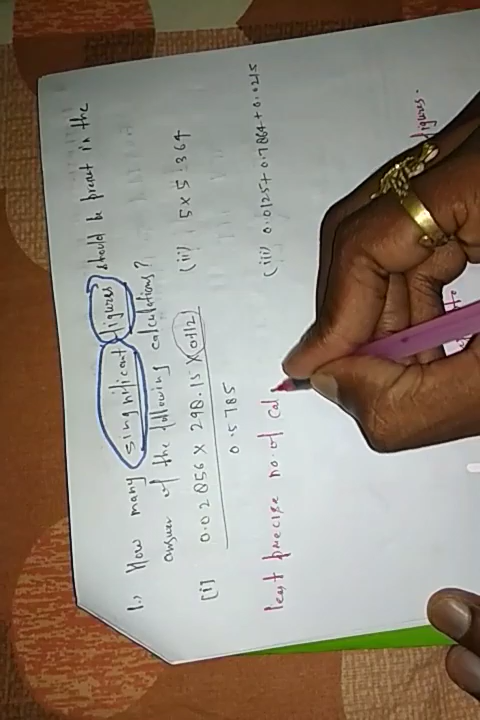 1.) How many singnificant figures should be preent in the
answer of the following calculations?
(i) 0.02856 × 298.15 × 0.112
0.5785
(ii) 5 × 5.364
(iii) 0.0125 + 0.7864 + 0.0215
least precise no. of Cal
figures.